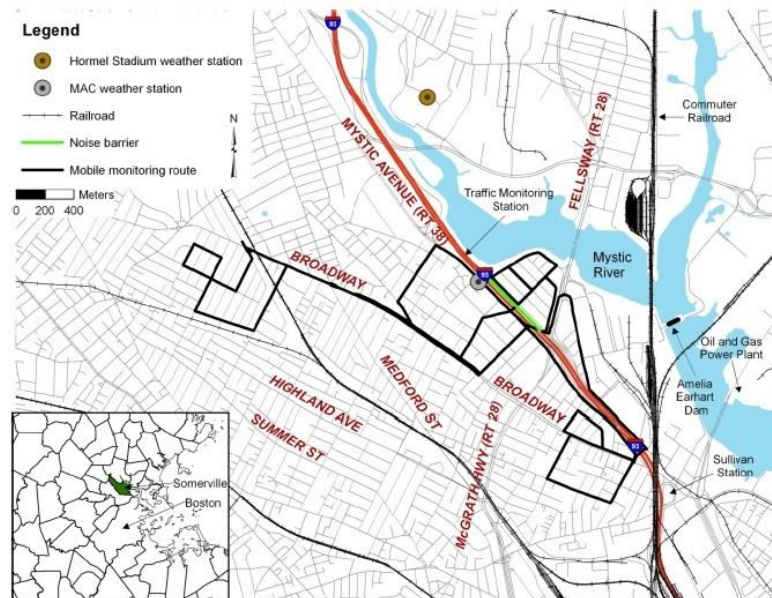 Legend
Hormel Stadium weather station
MAC weather station
Railroad
Noise barrier
Mobile monitoring route
N
Meters
0 200 400
93
MYSTIC AVENUE (RT 38)
FELLSWAY (RT 28)
Commuter
Railroad
Traffic Monitoring
Station
Mystic
River
93
BROADWAY
Oil and Gas
Power Plant
Amelia
Earhart
Dam
MEDFORD ST
BROADWAY
HIGHLAND AVE
SUMMER ST
McGRATH HWY (RT 28)
93
Sullivan
Station
Somerville
Boston